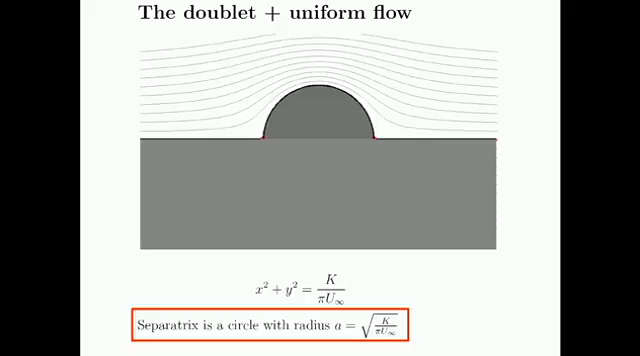 The doublet + uniform flow
x² + y² = K / πU∞
Separatrix is a circle with radius a = √(K / πU∞)